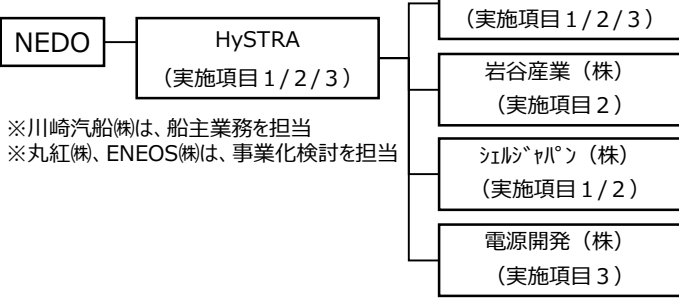 (実施項目1/2/3)
NEDO
HySTRA
(実施項目1/2/3)
岩谷産業(株)
(実施項目2)
※川崎汽船㈱は、船主業務を担当
※丸紅㈱、ENEOS㈱は、事業化検討を担当
ｼｪﾙｼﾞｬﾊﾟﾝ(株)
(実施項目1/2)
電源開発(株)
(実施項目3)